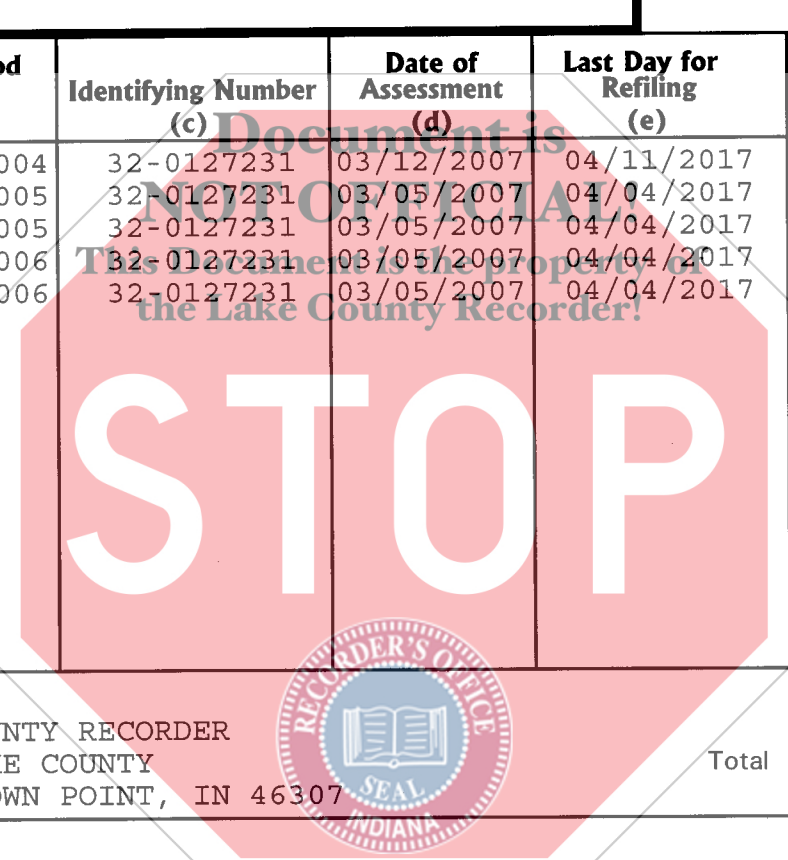 od Identifying Number (c) Date of Assessment (d) Last Day for Refiling (e)
Document is
004 32-0127231 03/12/2007 04/11/2017
005 32-0127231 03/05/2007 04/04/2017
NOT OFFICIAL!
005 32-0127231 03/05/2007 04/04/2017
006 32-0127231 03/05/2007 04/04/2017
This Document is the property of
006 32-0127231 03/05/2007 04/04/2017
the Lake County Recorder!
STOP
RECORDER'S OFFICE
SEAL
INDIANA
NTY RECORDER
E COUNTY
OWN POINT, IN 46307
Total